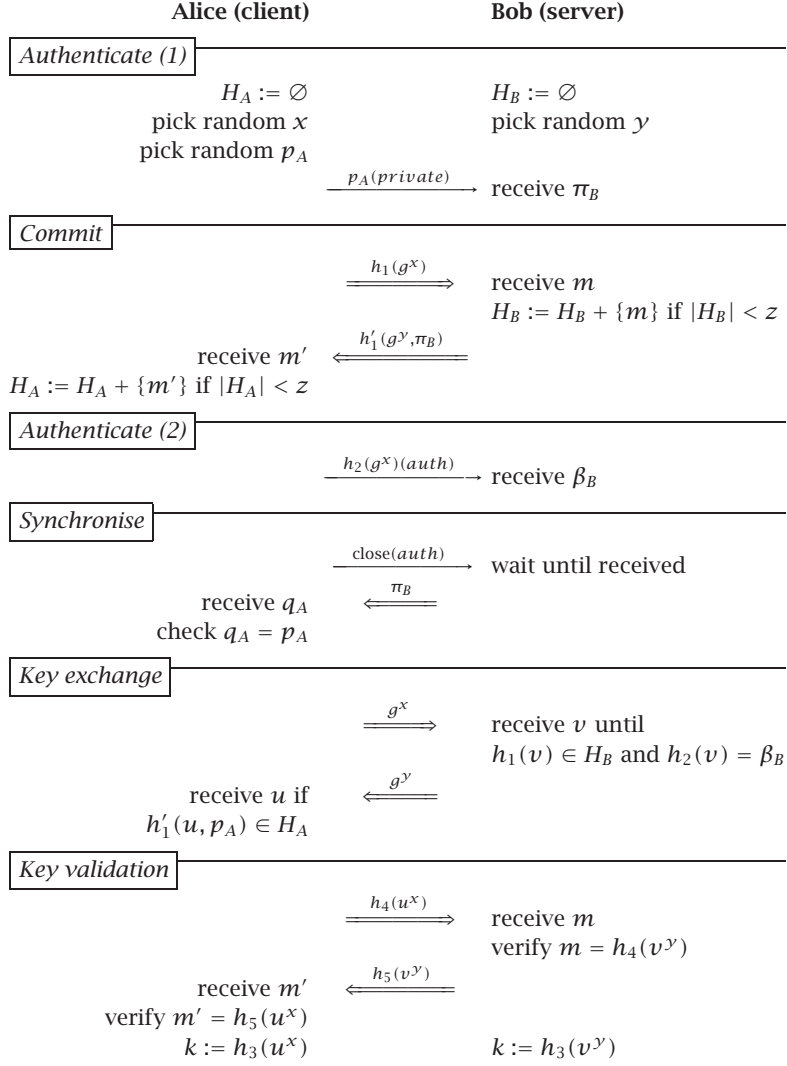 Alice (client) Bob (server)
Authenticate (1)
H_A := ∅ H_B := ∅
pick random x pick random y
pick random p_A
p_A(private)
receive π_B
Commit
h_1(g^x)
receive m
H_B := H_B + {m} if |H_B| < z
h′_1(g^y,π_B)
receive m′
H_A := H_A + {m′} if |H_A| < z
Authenticate (2)
h_2(g^x)(auth)
receive β_B
Synchronise
close(auth)
wait until received
π_B
receive q_A
check q_A = p_A
Key exchange
g^x
receive v until
h_1(v) ∈ H_B and h_2(v) = β_B
g^y
receive u if
h′_1(u, p_A) ∈ H_A
Key validation
h_4(u^x)
receive m
verify m = h_4(v^y)
h_5(v^y)
receive m′
verify m′ = h_5(u^x)
k := h_3(u^x) k := h_3(v^y)